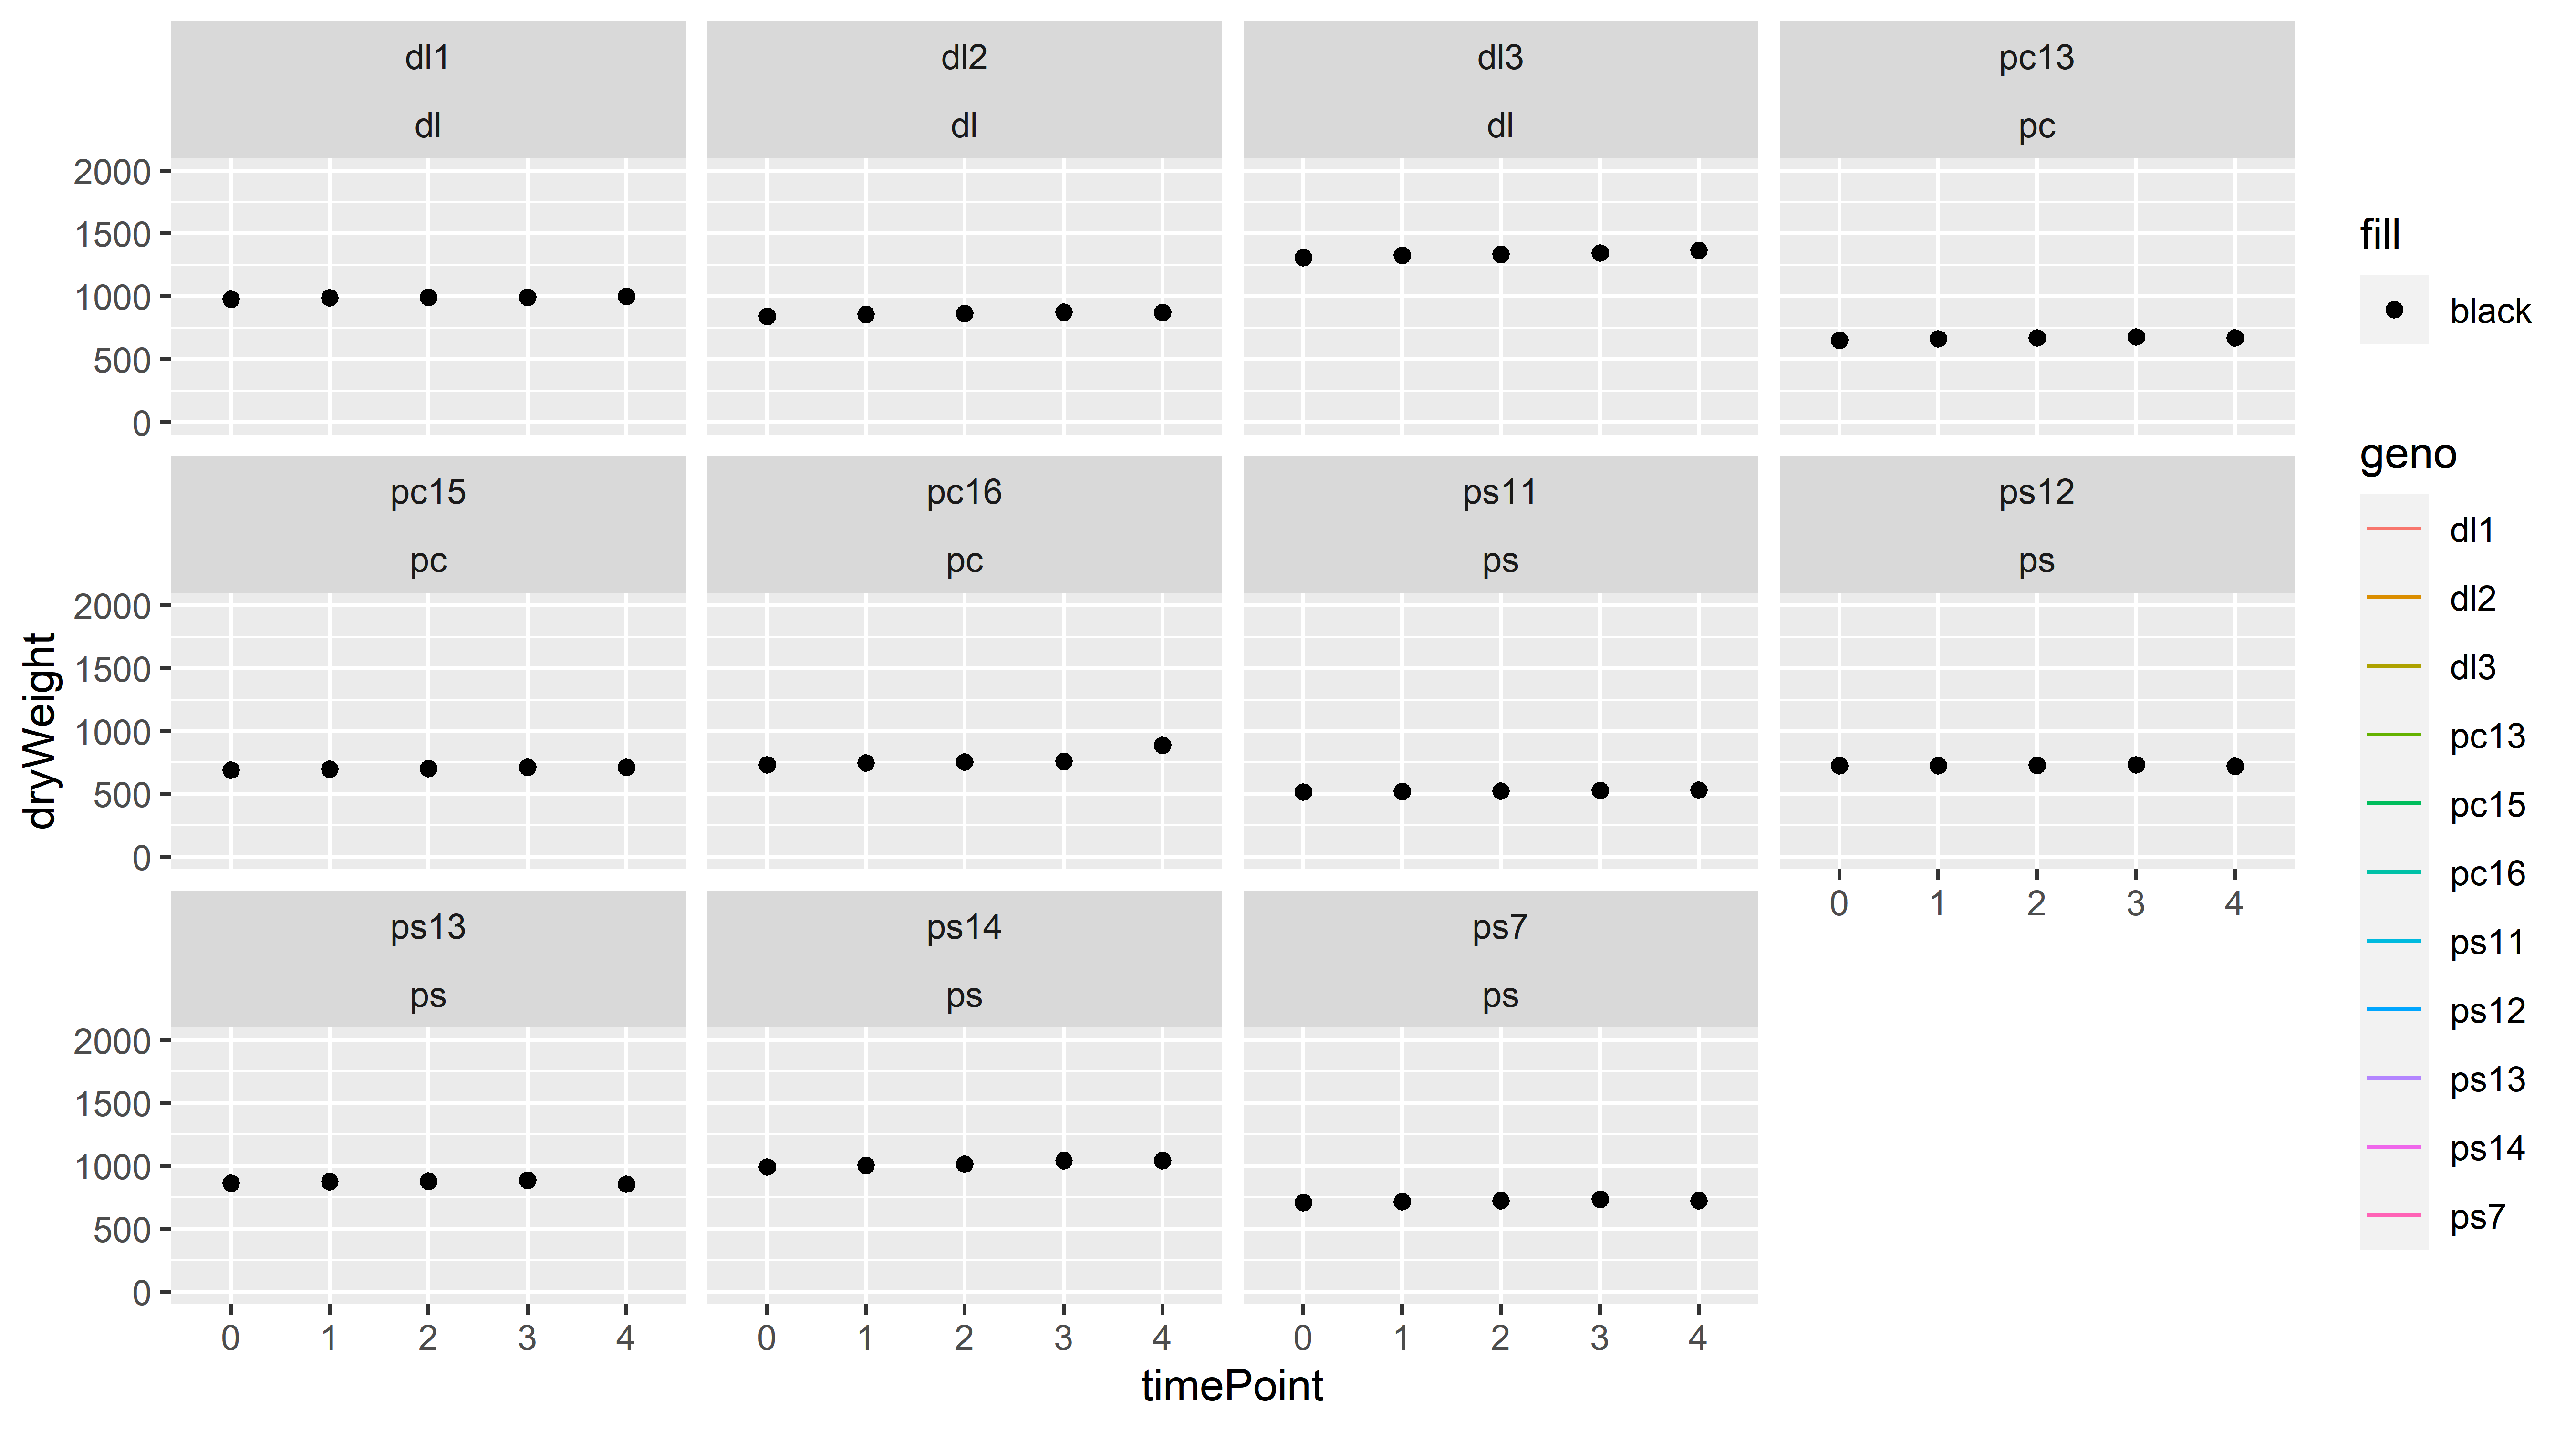 dl1
dl
dl2
dl
dl3
dl
pc13
pc
2000
1500
1000
500
0
pc15
pc
pc16
pc
ps11
ps
ps12
ps
2000
1500
1000
500
0
0 1 2 3 4
ps13
ps
ps14
ps
ps7
ps
2000
1500
1000
500
0
0 1 2 3 4
0 1 2 3 4
0 1 2 3 4
timePoint
dryWeight
fill
black
geno
dl1
dl2
dl3
pc13
pc15
pc16
ps11
ps12
ps13
ps14
ps7